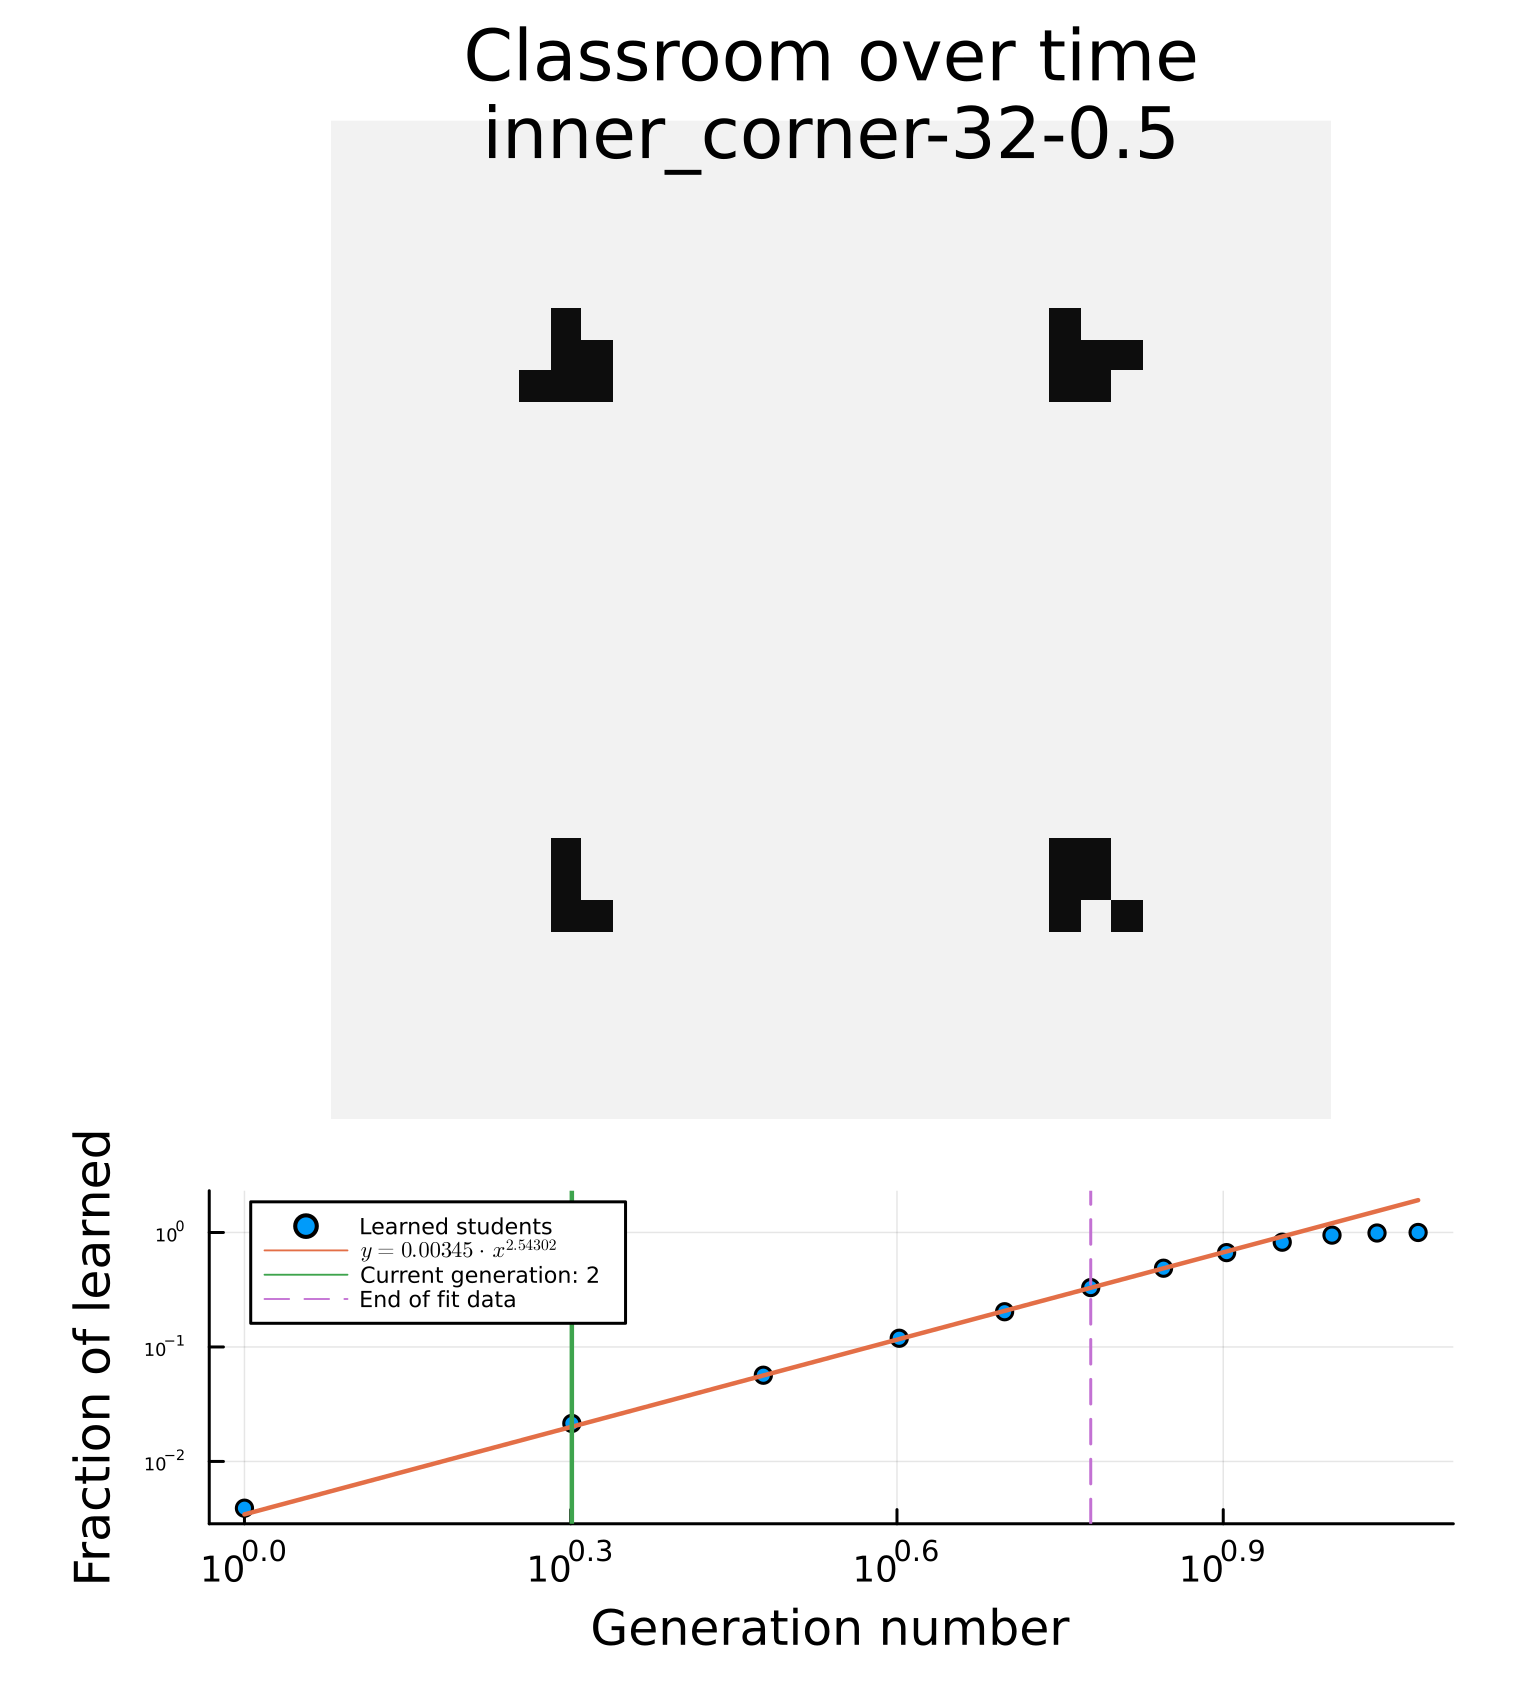 Classroom over time
inner_corner-32-0.5
Fraction of learned
10^0
10^-1
10^-2
Learned students
y = 0.00345 · x^2.54302
Current generation: 2
End of fit data
10^0.0 10^0.3 10^0.6 10^0.9
Generation number